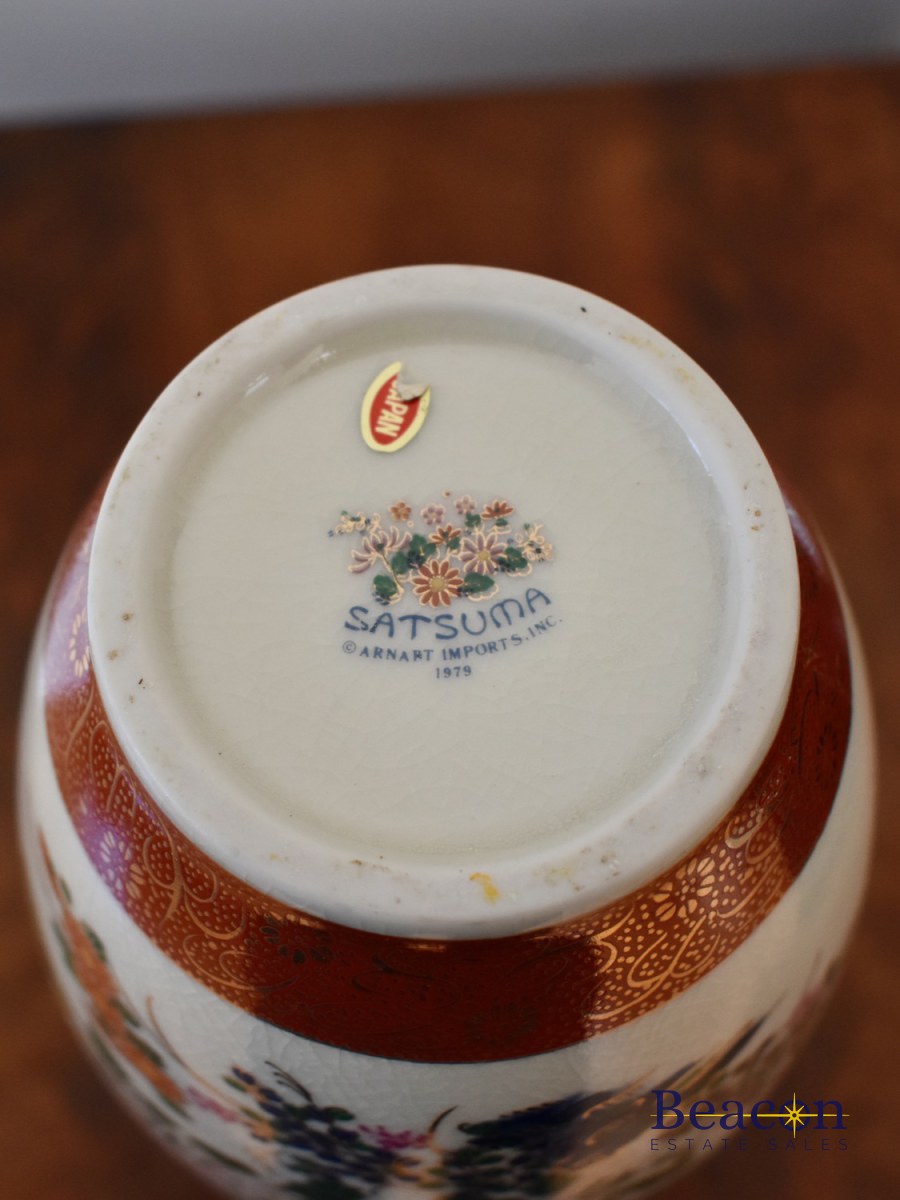 JAPAN
SATSUMA
© ARNART IMPORTS, INC.
1979
Beacon
ESTATE SALES